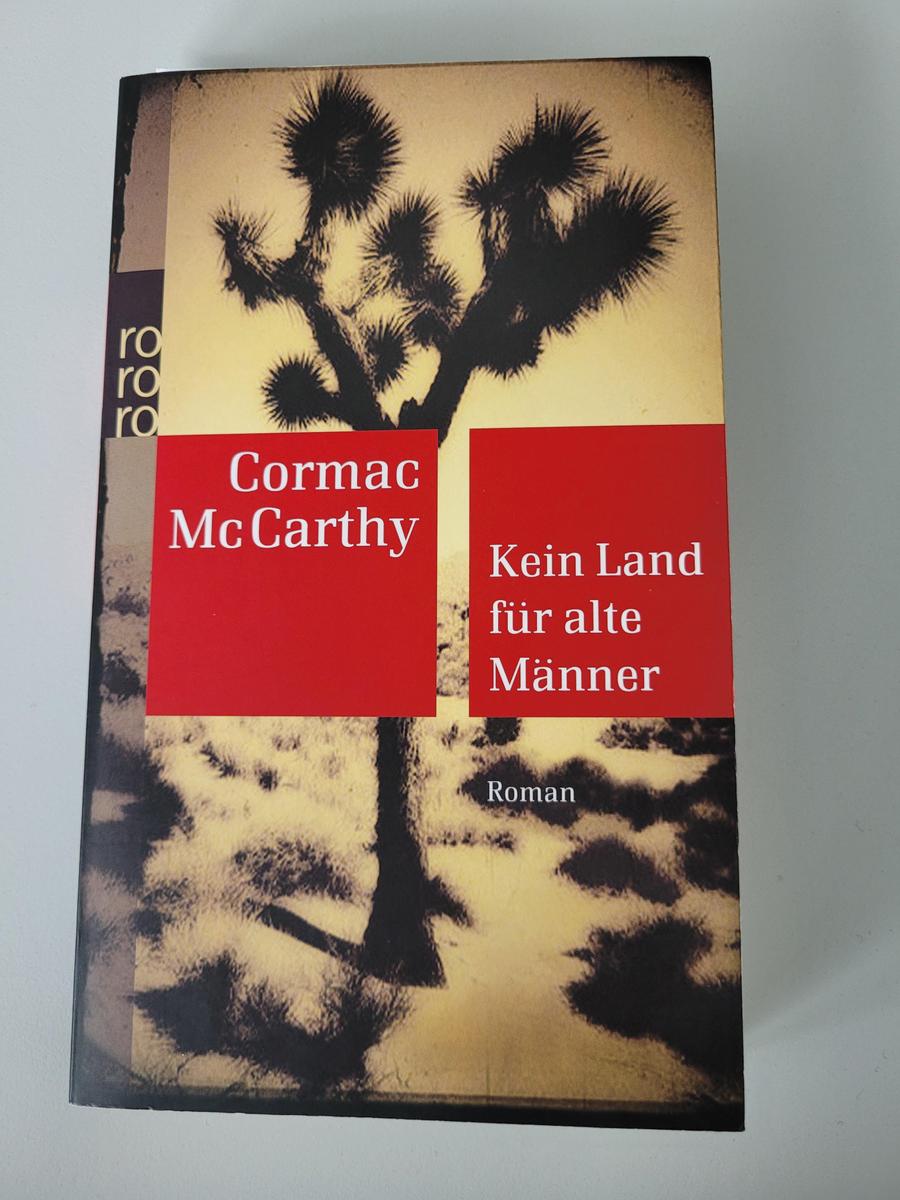 ro
ro
ro
Cormac
McCarthy
Kein Land
für alte
Männer
Roman